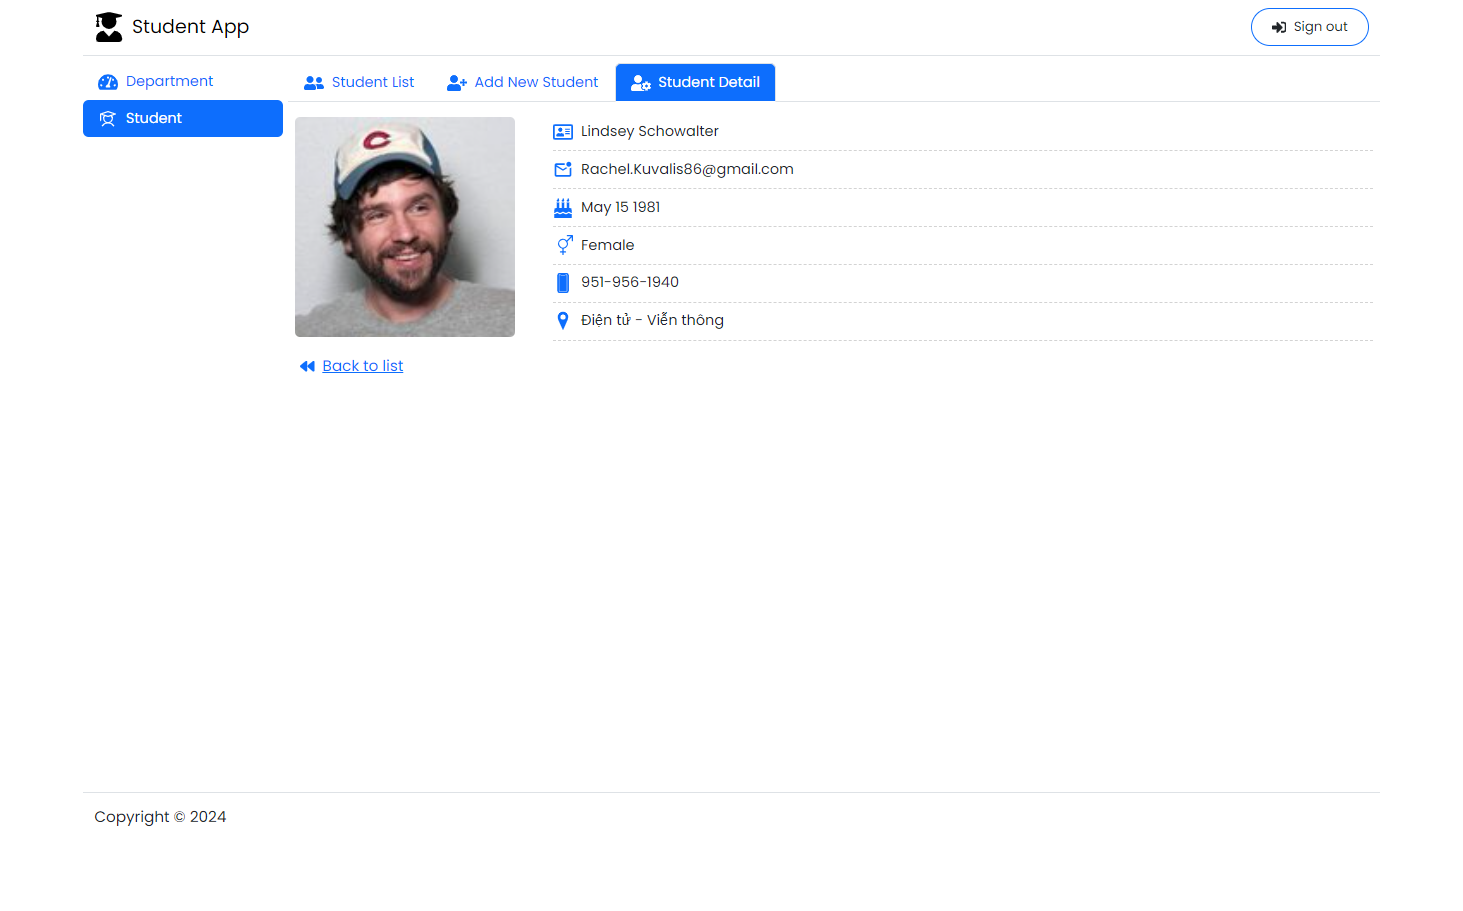 Student App
Sign out
Department
Student
Student List
Add New Student
Student Detail
C
Lindsey Schowalter
Rachel.Kuvalis86@gmail.com
May 15 1981
Female
951-956-1940
Điện tử - Viễn thông
Back to list
Copyright © 2024